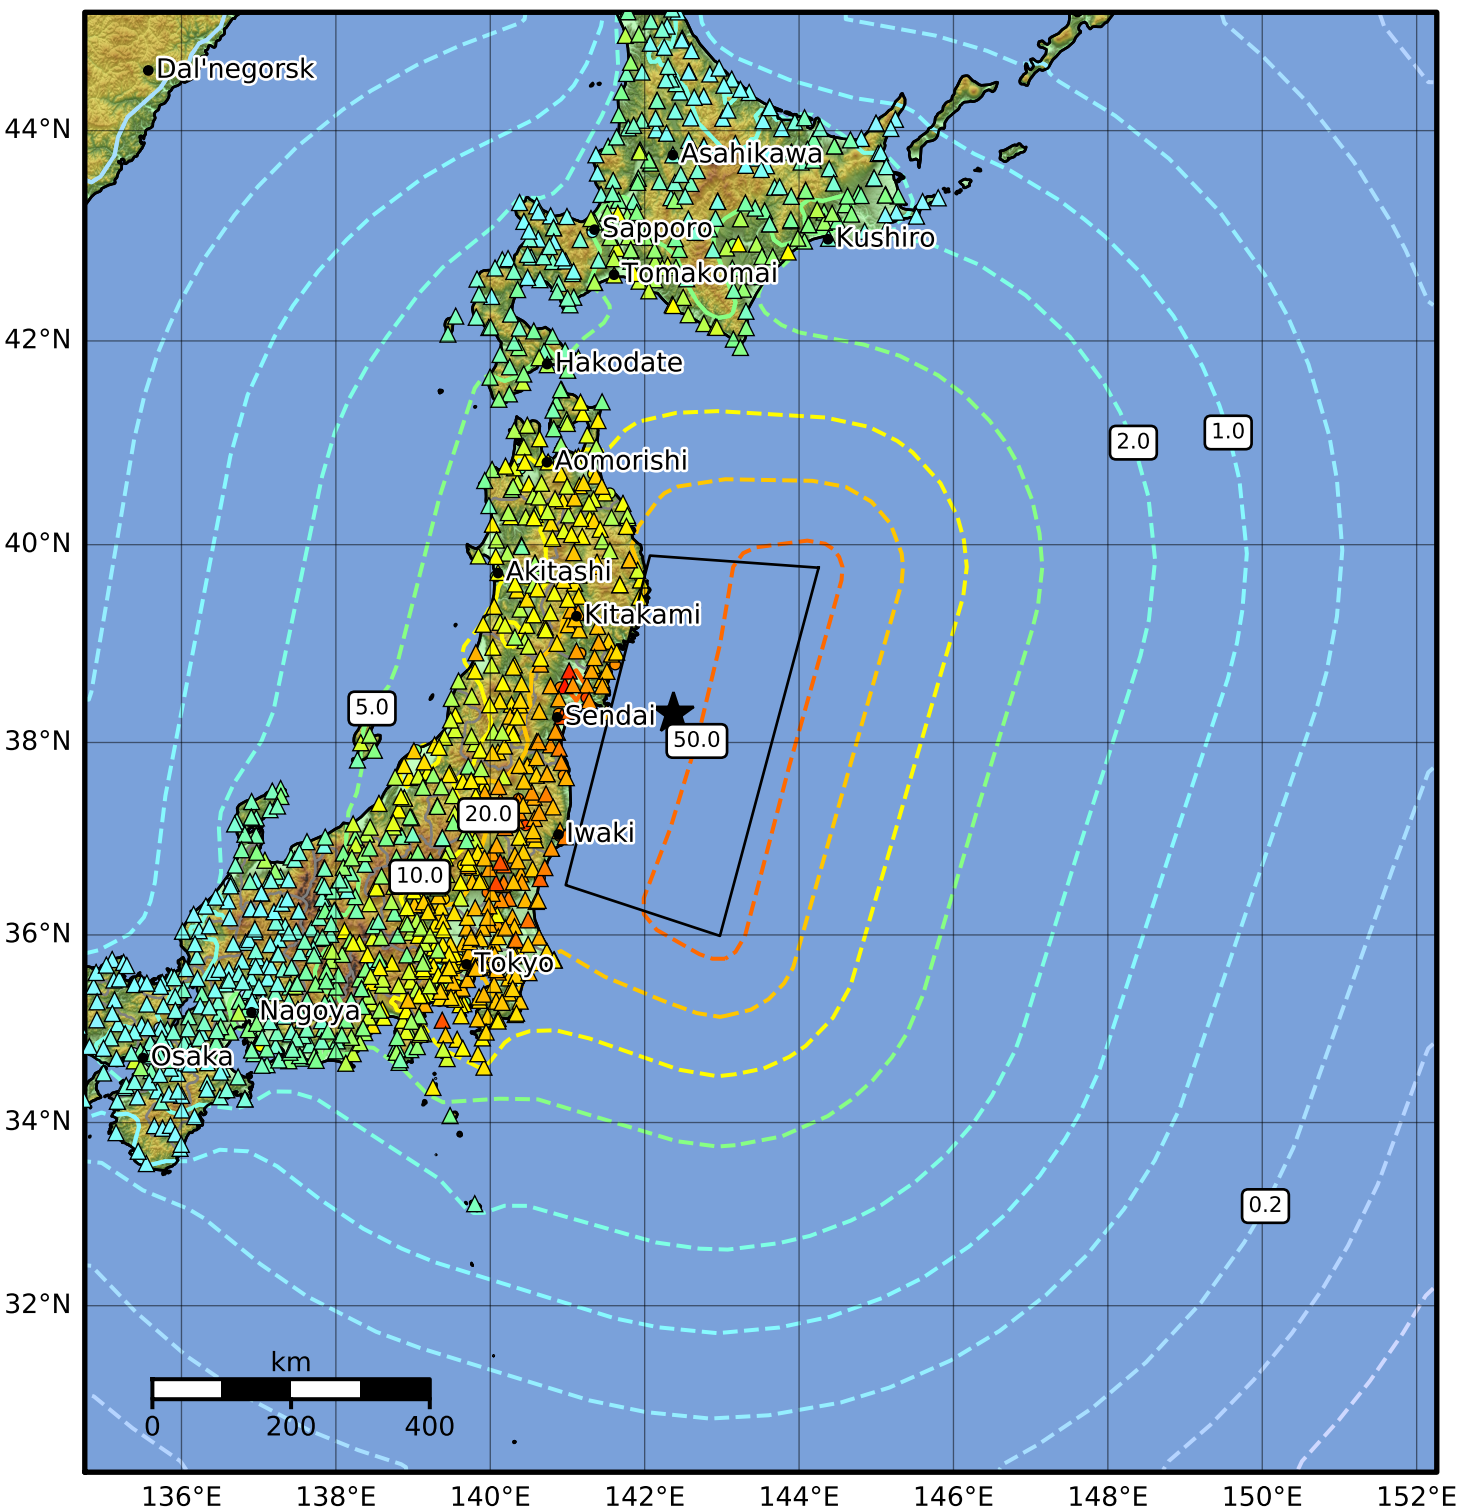 Dal'negorsk
44°N
Asahikawa
Sapporo
Kushiro
Tomakomai
42°N
Hakodate
2.0
1.0
Aomorishi
40°N
Akitashi
Kitakami
5.0
Sendai
38°N
50.0
20.0
Iwaki
10.0
36°N
Tokyo
Nagoya
Osaka
34°N
0.2
32°N
km
0 200 400
136°E 138°E 140°E 142°E 144°E 146°E 148°E 150°E 152°E